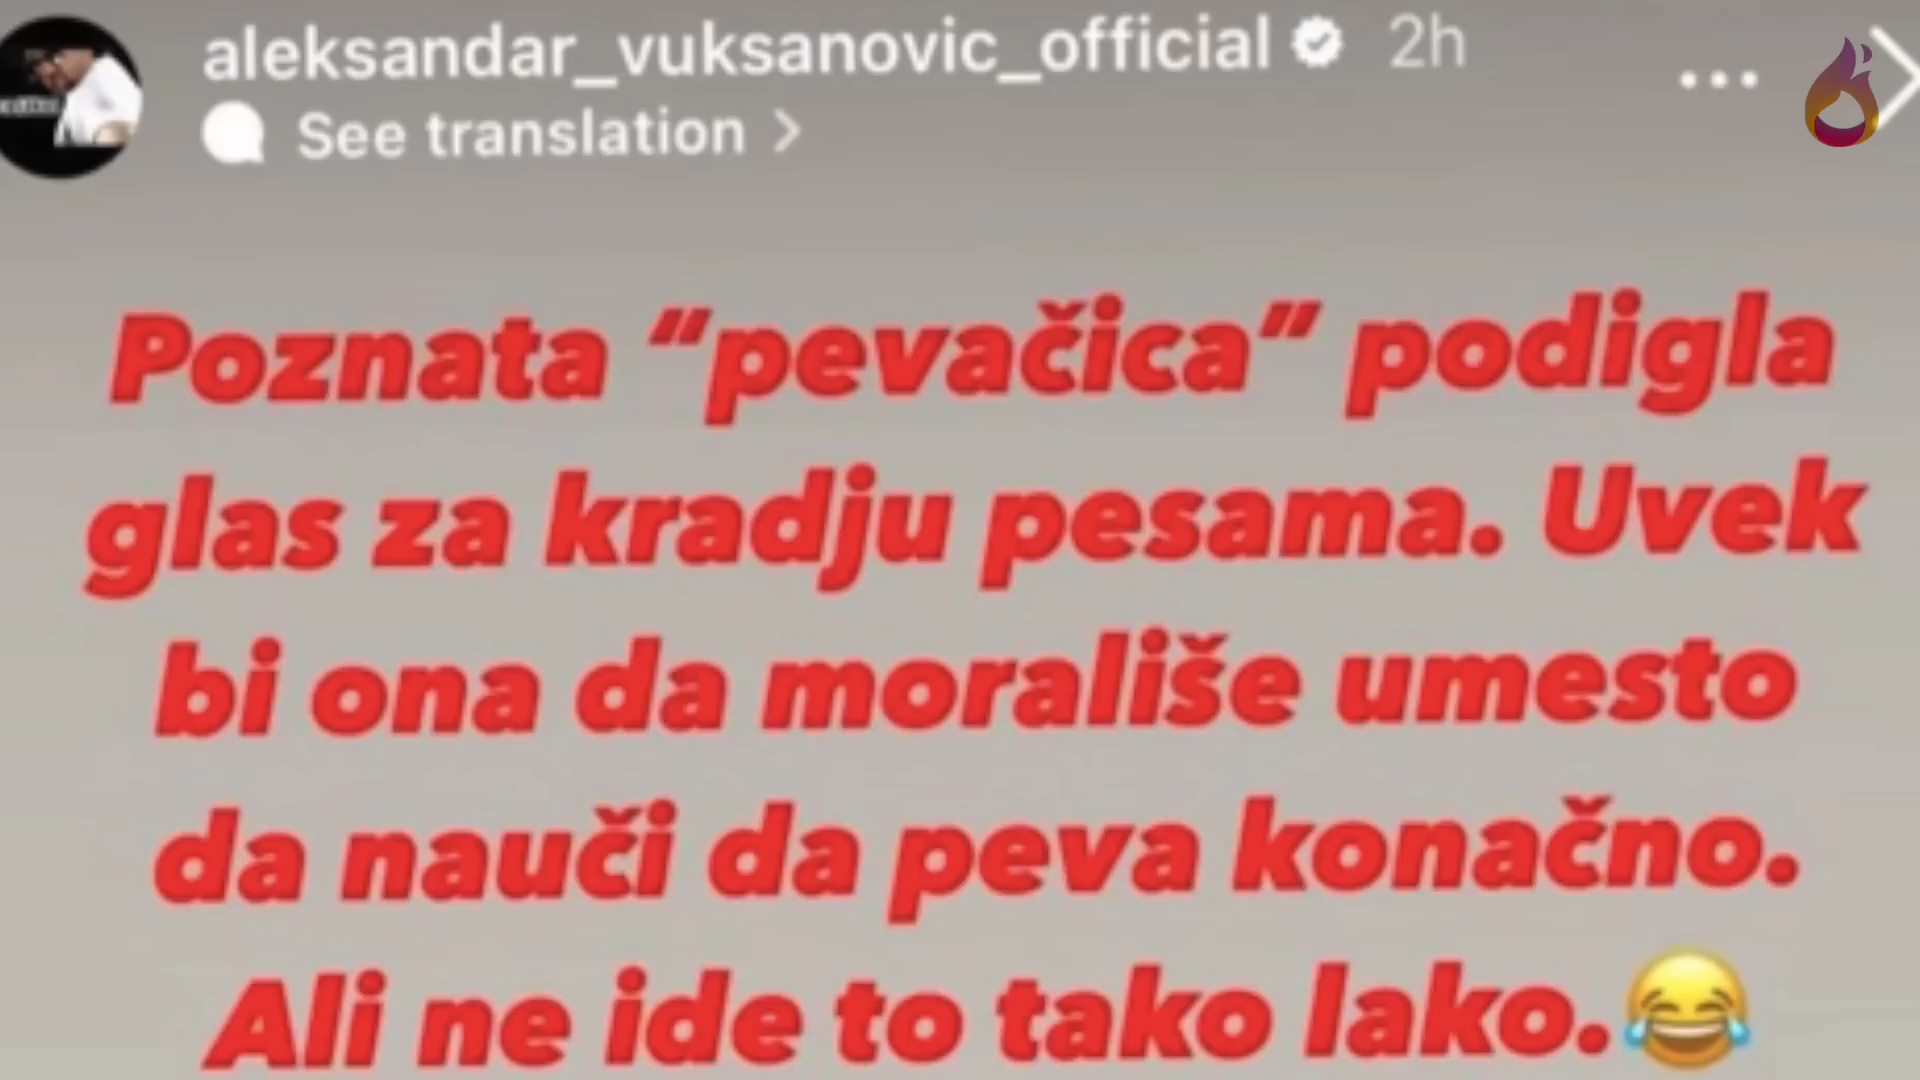 aleksandar_vuksanovic_official 2h
See translation >
Poznata “pevačica” podigla
glas za kradju pesama. Uvek
bi ona da morališe umesto
da nauči da peva konačno.
Ali ne ide to tako lako.😂